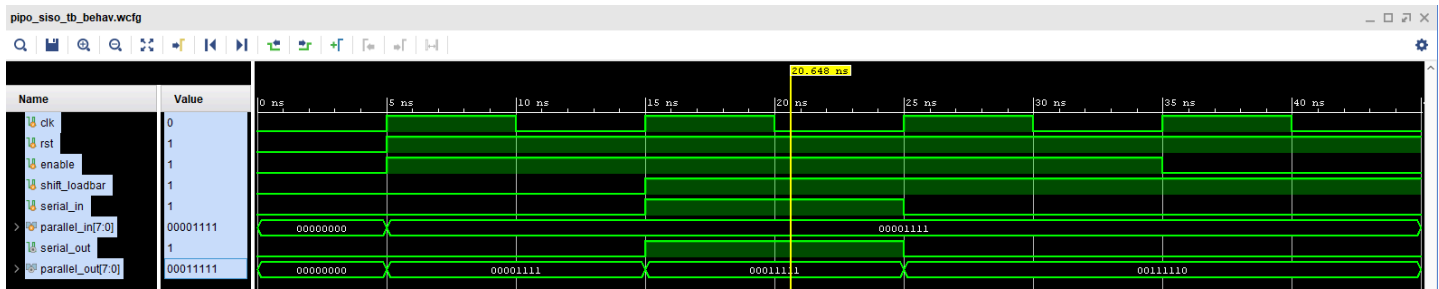 pipo_siso_tb_behav.wcfg
20.648 ns
Name Value 0 ns 5 ns 10 ns 15 ns 20 ns 25 ns 30 ns 35 ns 40 ns
clk 0
rst 1
enable 1
shift_loadbar 1
serial_in 1
parallel_in[7:0] 00001111 00000000 00001111
serial_out 1
parallel_out[7:0] 00011111 00000000 00001111 00011111 00111110